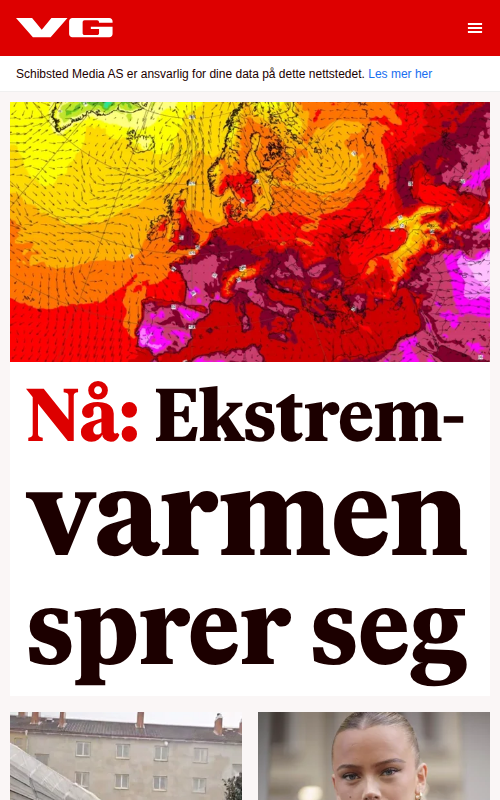 VG
Schibsted Media AS er ansvarlig for dine data på dette nettstedet. Les mer her
Nå: Ekstrem-
varmen
sprer seg